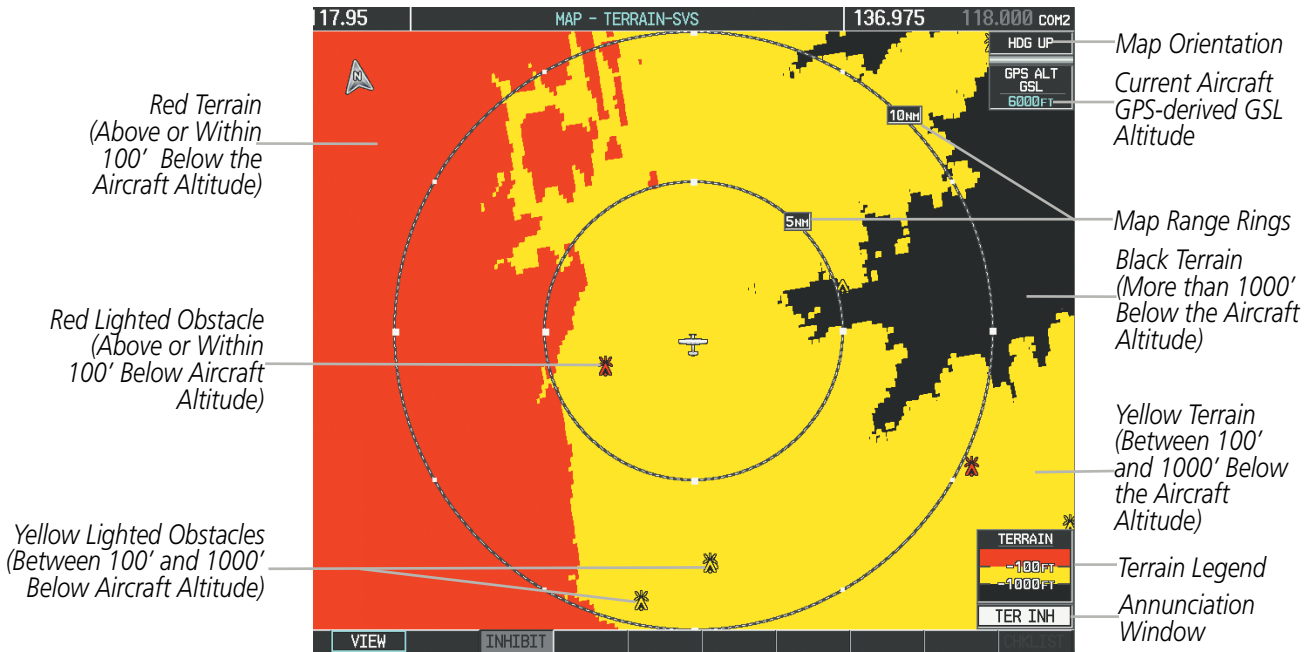 117.95 MAP - TERRAIN-SVS 136.975 118.000 COM2
HDG UP
GPS ALT
GSL
6000FT
10NM
5NM
Red Terrain
(Above or Within
100' Below the
Aircraft Altitude)
Red Lighted Obstacle
(Above or Within
100' Below Aircraft
Altitude)
Yellow Lighted Obstacles
(Between 100' and 1000'
Below Aircraft Altitude)
N
Map Orientation
Current Aircraft
GPS-derived GSL
Altitude
Map Range Rings
Black Terrain
(More than 1000'
Below the Aircraft
Altitude)
Yellow Terrain
(Between 100'
and 1000' Below
the Aircraft
Altitude)
Terrain Legend
Annunciation
Window
TERRAIN
-100FT
-1000FT
TER INH
VIEW INHIBIT CHKLIST